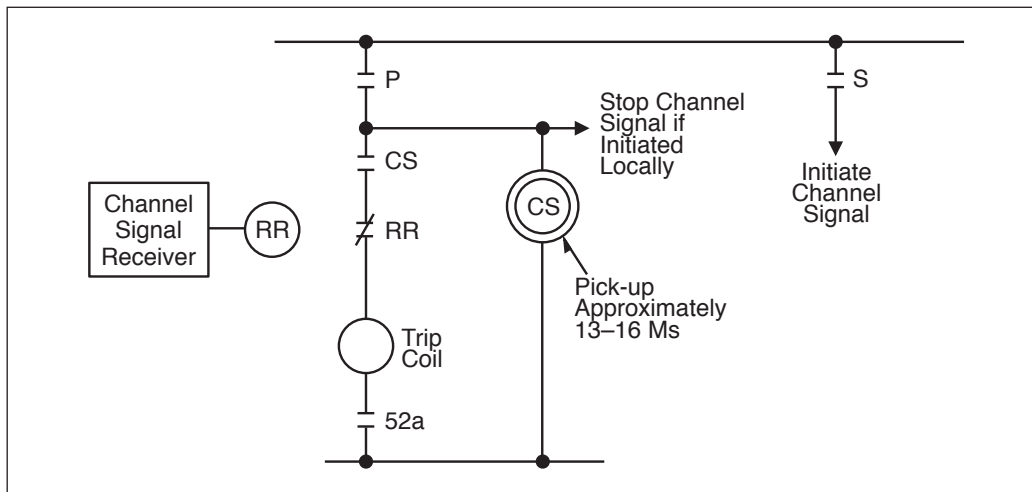 P
S
Stop Channel
Signal if
Initiated
Locally
CS
Initiate
Channel
Signal
Channel
Signal
Receiver
RR
RR
CS
Pick-up
Approximately
13–16 Ms
Trip
Coil
52a